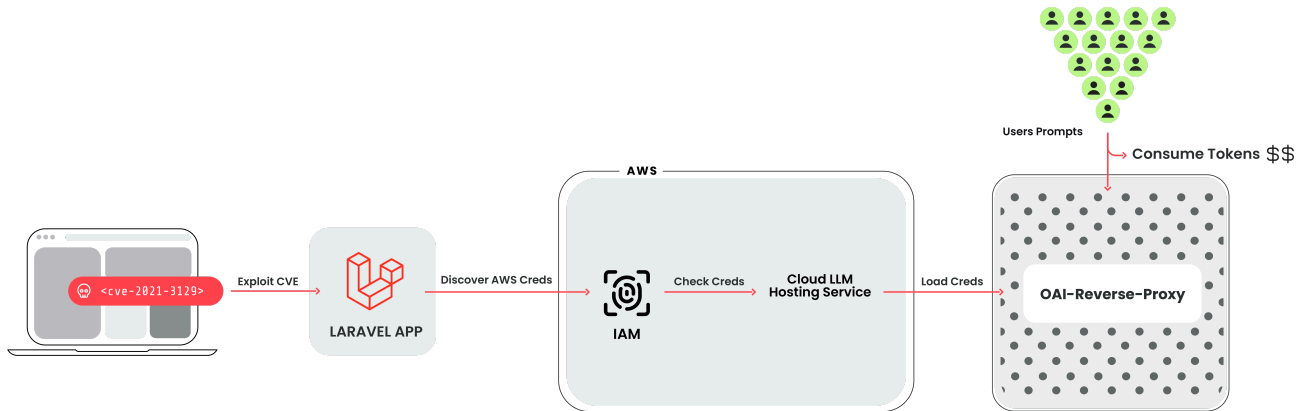 Users Prompts
Consume Tokens $$
AWS
<cve-2021-3129>
Exploit CVE
LARAVEL APP
Discover AWS Creds
IAM
Check Creds
Cloud LLM
Hosting Service
Load Creds
OAI-Reverse-Proxy